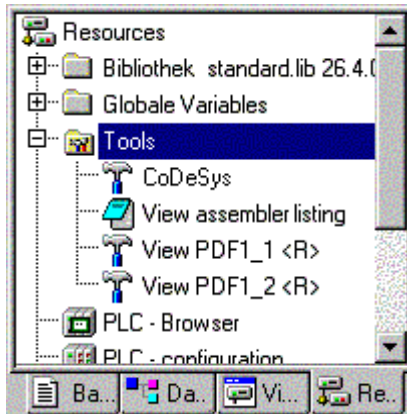 Resources
Bibliothek standard.lib 26.4.0
Globale Variables
Tools
CoDeSys
View assembler listing
View PDF1_1 <R>
View PDF1_2 <R>
PLC - Browser
PLC - configuration
Ba... Da.. Vi... Re..